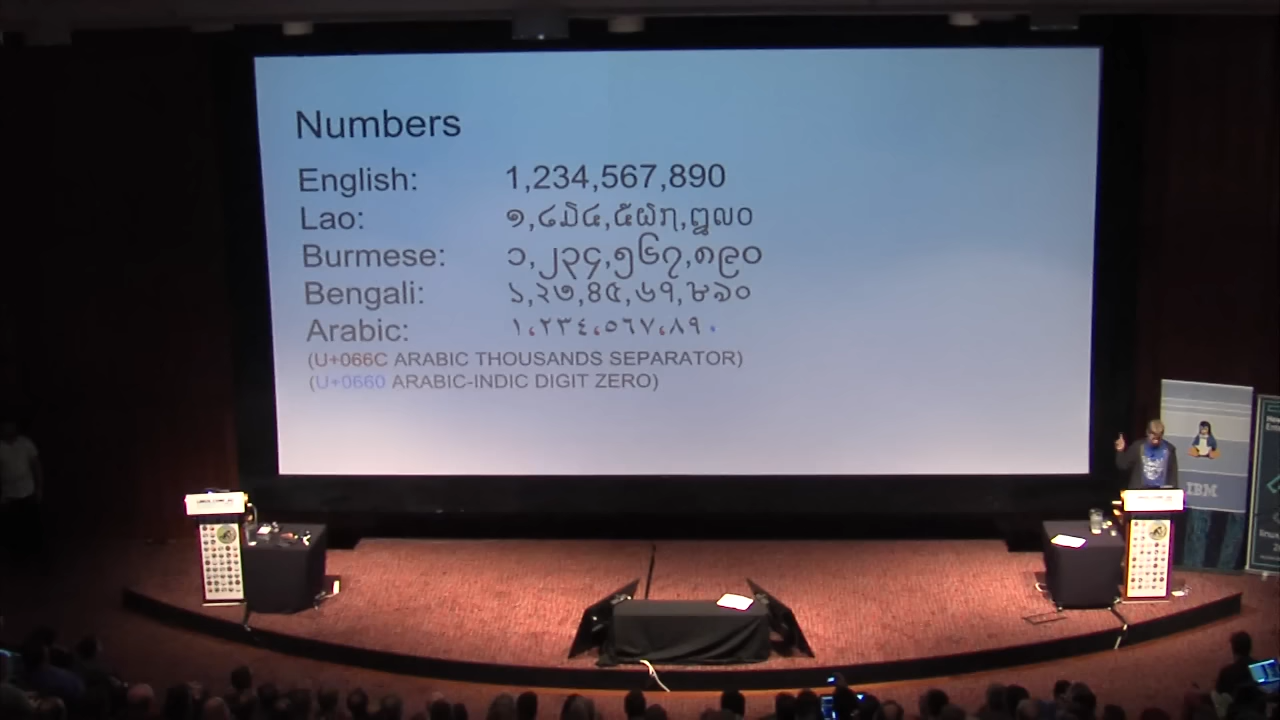 Numbers
English: 1,234,567,890
Lao: ໑,໒໓໔,໕໖໗,໘໙໐
Burmese: ၁,၂၃၄,၅၆၇,၈၉၀
Bengali: ১,২৩,৪৫,৬৭,৮৯০
Arabic: ١٬٢٣٤٬٥٦٧٬٨٩٠
(U+066C ARABIC THOUSANDS SEPARATOR)
(U+0660 ARABIC-INDIC DIGIT ZERO)
IBM